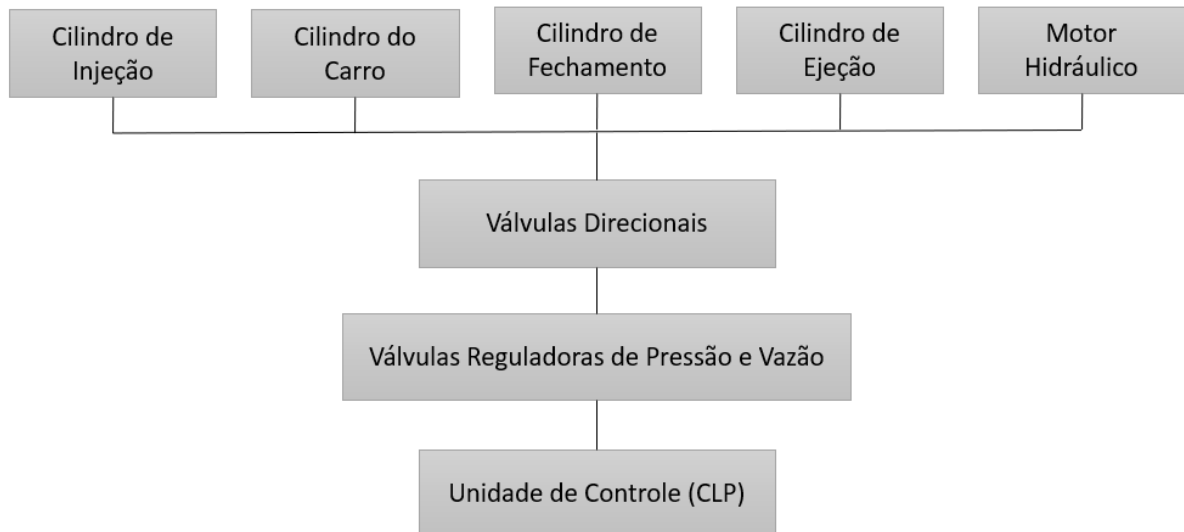 Cilindro de
Injeção
Cilindro do
Carro
Cilindro de
Fechamento
Cilindro de
Ejeção
Motor
Hidráulico
Válvulas Direcionais
Válvulas Reguladoras de Pressão e Vazão
Unidade de Controle (CLP)